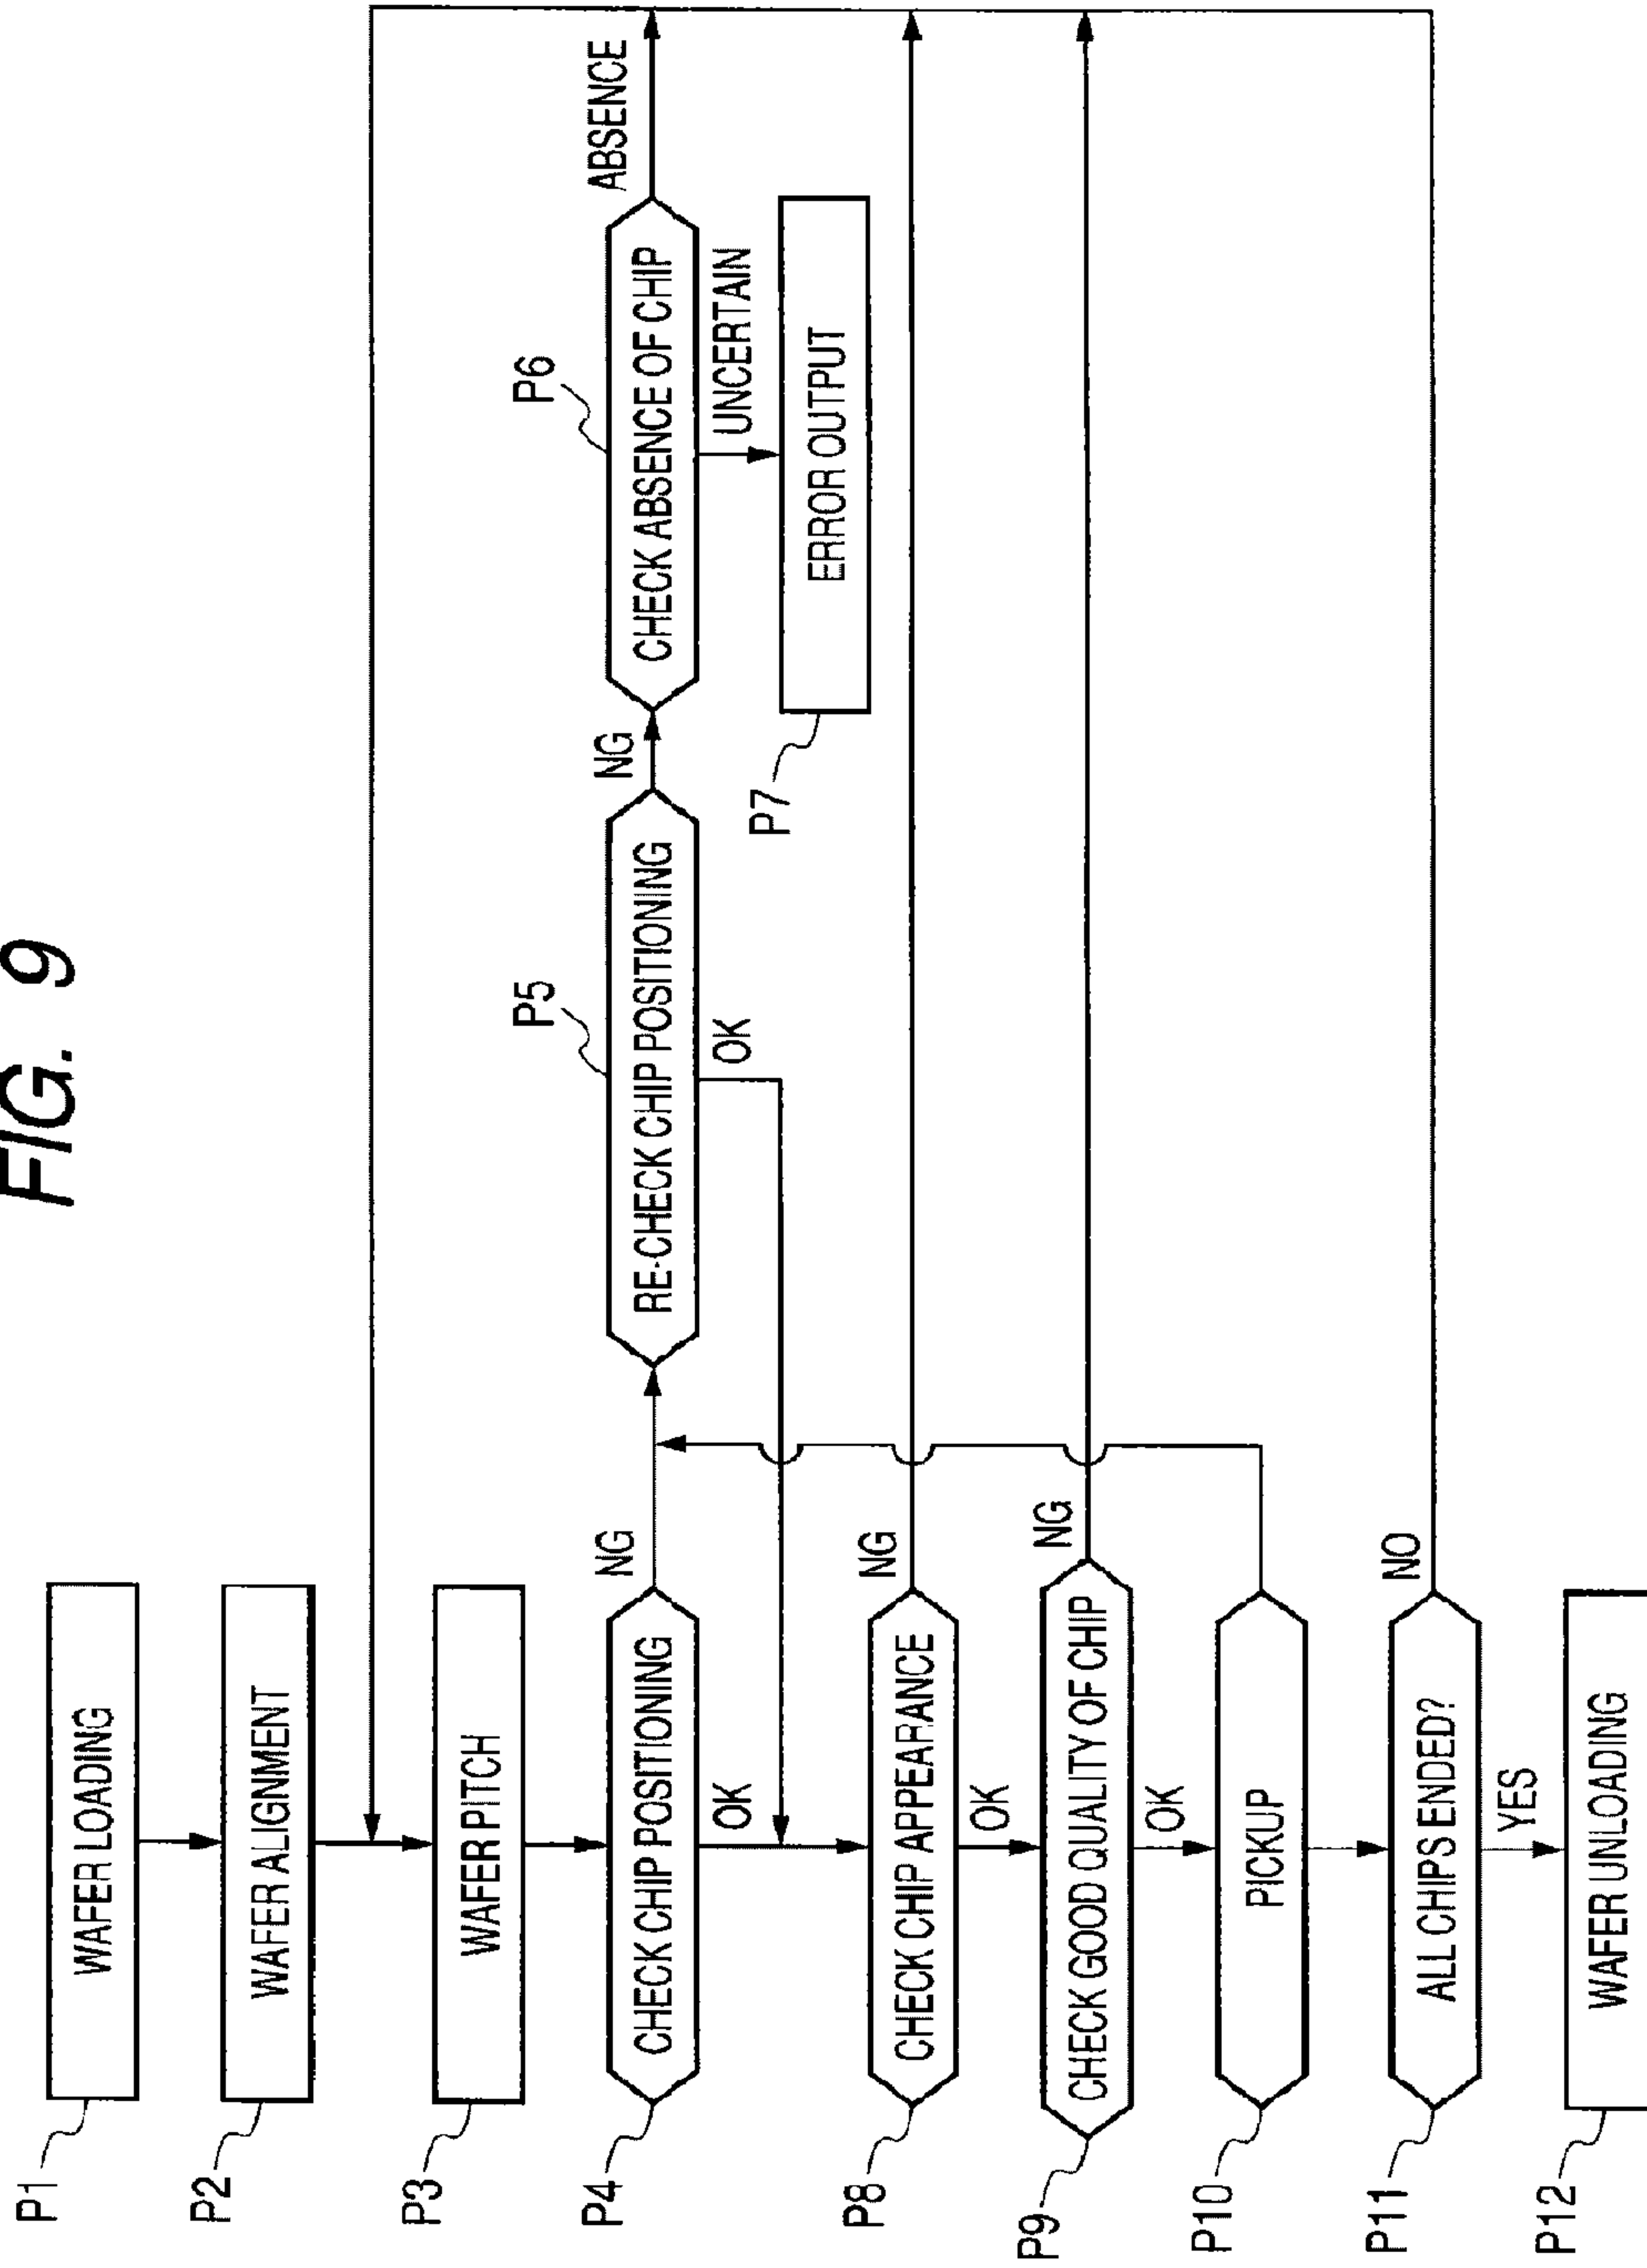 FIG. 9
P1
WAFER LOADING
P2
WAFER ALIGNMENT
P3
WAFER PITCH
P4
CHECK CHIP POSITIONING
NG
OK
P5
RE-CHECK CHIP POSITIONING
NG
OK
P6
CHECK ABSENCE OF CHIP
ABSENCE
UNCERTAIN
P7
ERROR OUTPUT
P8
CHECK CHIP APPEARANCE
NG
OK
P9
CHECK GOOD QUALITY OF CHIP
NG
OK
P10
PICKUP
P11
ALL CHIPS ENDED?
NO
YES
P12
WAFER UNLOADING